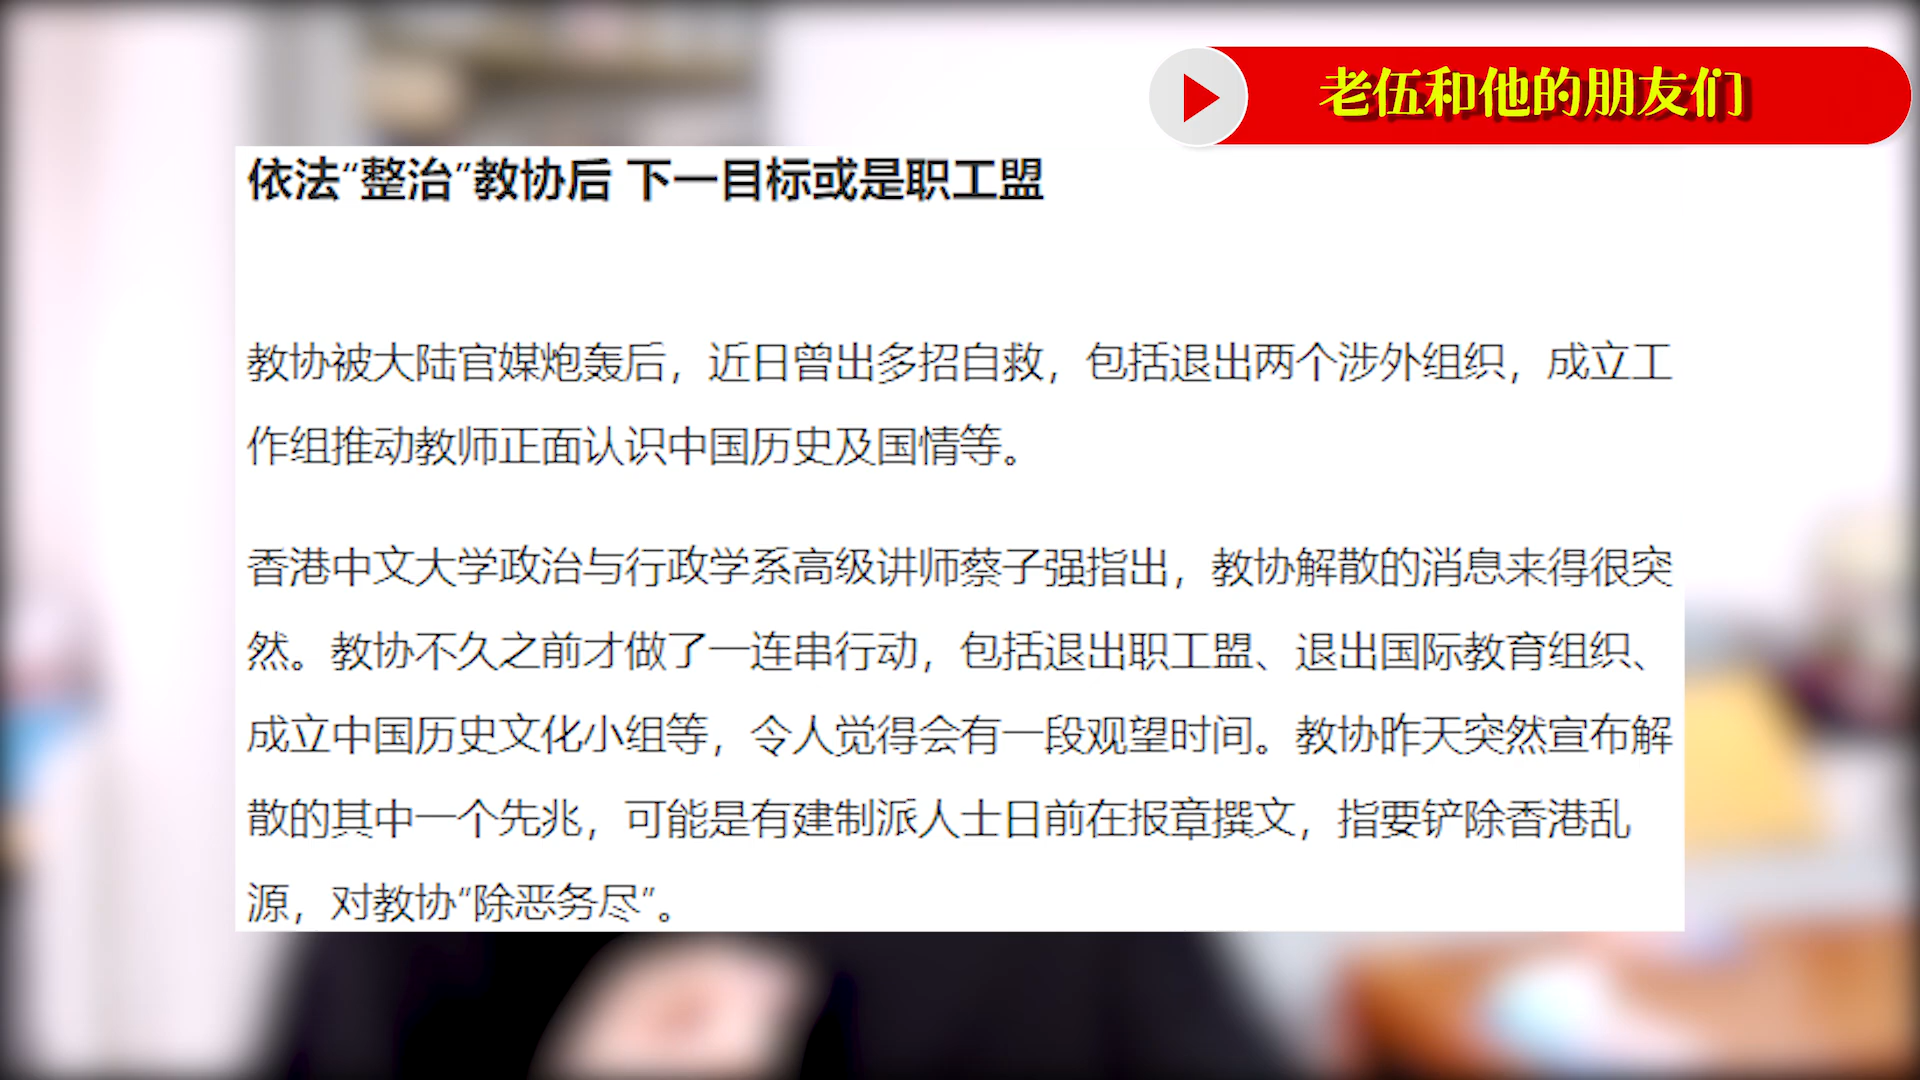 老伍和他的朋友们
依法“整治”教协后 下一目标或是职工盟
教协被大陆官媒炮轰后，近日曾出多招自救，包括退出两个涉外组织，成立工
作组推动教师正面认识中国历史及国情等。
香港中文大学政治与行政学系高级讲师蔡子强指出，教协解散的消息来得很突
然。教协不久之前才做了一连串行动，包括退出职工盟、退出国际教育组织、
成立中国历史文化小组等，令人觉得会有一段观望时间。教协昨天突然宣布解
散的其中一个先兆，可能是有建制派人士日前在报章撰文，指要铲除香港乱
源，对教协“除恶务尽”。